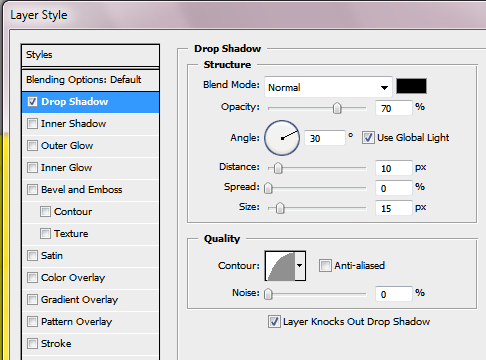 Layer Style
Styles
Blending Options: Default
Drop Shadow
Inner Shadow
Outer Glow
Inner Glow
Bevel and Emboss
Contour
Texture
Satin
Color Overlay
Gradient Overlay
Pattern Overlay
Stroke
Drop Shadow
Structure
Blend Mode: Normal
Opacity: 70 %
Angle: 30 ° Use Global Light
Distance: 10 px
Spread: 0 %
Size: 15 px
Quality
Contour: Anti-aliased
Noise: 0 %
Layer Knocks Out Drop Shadow